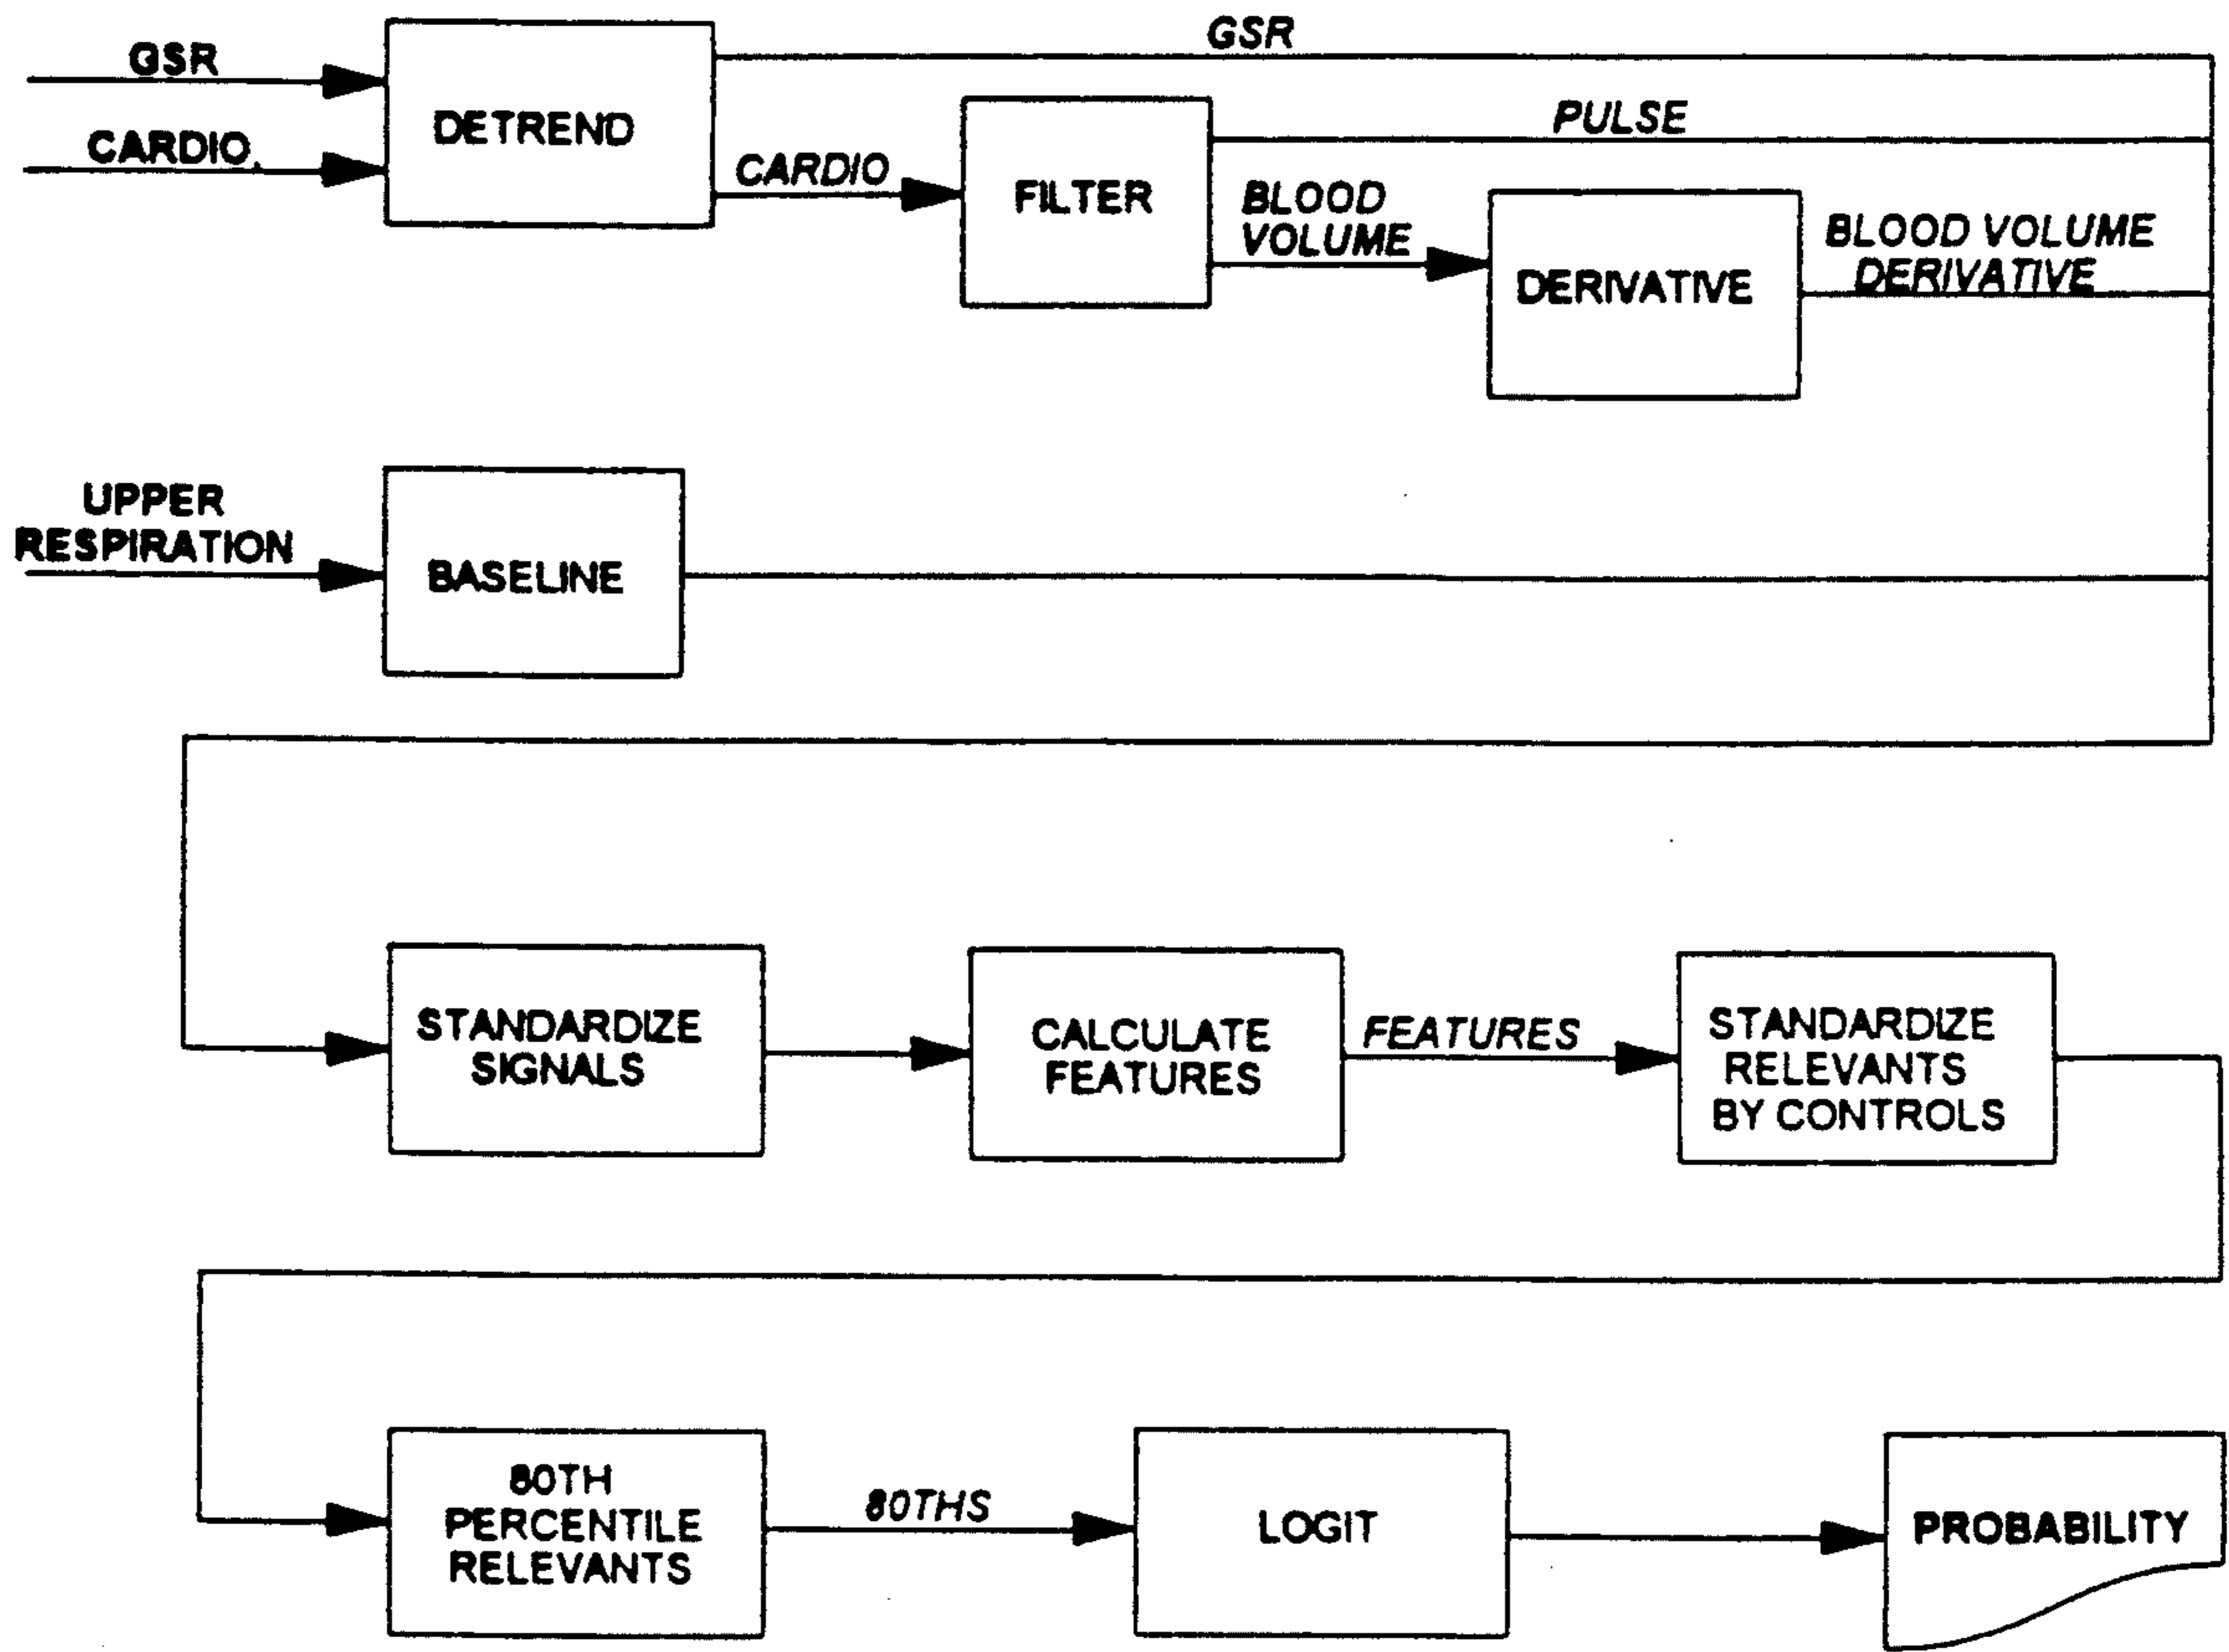 GSR
CARDIO.
DETREND
GSR
CARDIO
FILTER
PULSE
BLOOD
VOLUME
DERIVATIVE
BLOOD VOLUME
DERIVATIVE
UPPER
RESPIRATION
BASELINE
STANDARDIZE
SIGNALS
CALCULATE
FEATURES
FEATURES
STANDARDIZE
RELEVANTS
BY CONTROLS
80TH
PERCENTILE
RELEVANTS
80THS
LOGIT
PROBABILITY